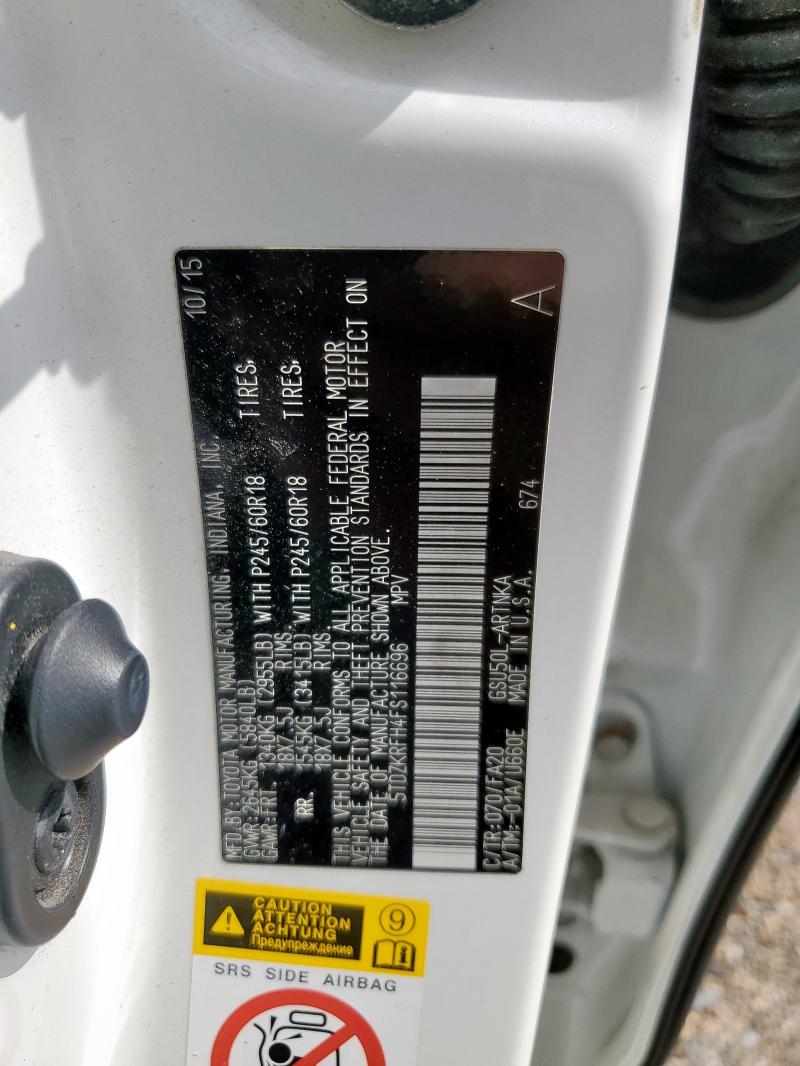 MFD.BY:TOYOTA MOTOR MANUFACTURING, INDIANA, INC. 10/15
GVWR:2645KG (5840LB)
GAWR:FRT. 1340KG (2955LB) WITH P245/60R18 TIRES,
18X7.5J RIMS
RR. 1545KG (3415LB) WITH P245/60R18 TIRES,
18X7.5J RIMS
THIS VEHICLE CONFORMS TO ALL APPLICABLE FEDERAL MOTOR
VEHICLE SAFETY AND THEFT PREVENTION STANDARDS IN EFFECT ON
THE DATE OF MANUFACTURE SHOWN ABOVE.
5TDZKRFH4FS116696 MPV
A
C/TR:070/FA20 GSU50L-ARTNKA 674
A/TM:-01A/U660E MADE IN U.S.A.
CAUTION
ATTENTION
ACHTUNG
Предупреждение
9
SRS SIDE AIRBAG